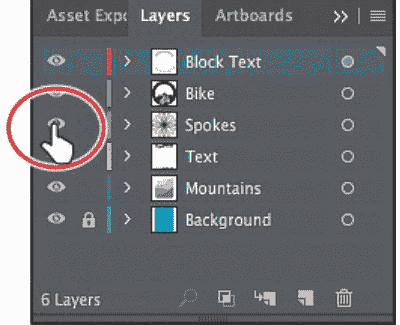 Asset Expo Layers Artboards
Block Text
Bike
Spokes
Text
Mountains
Background
6 Layers